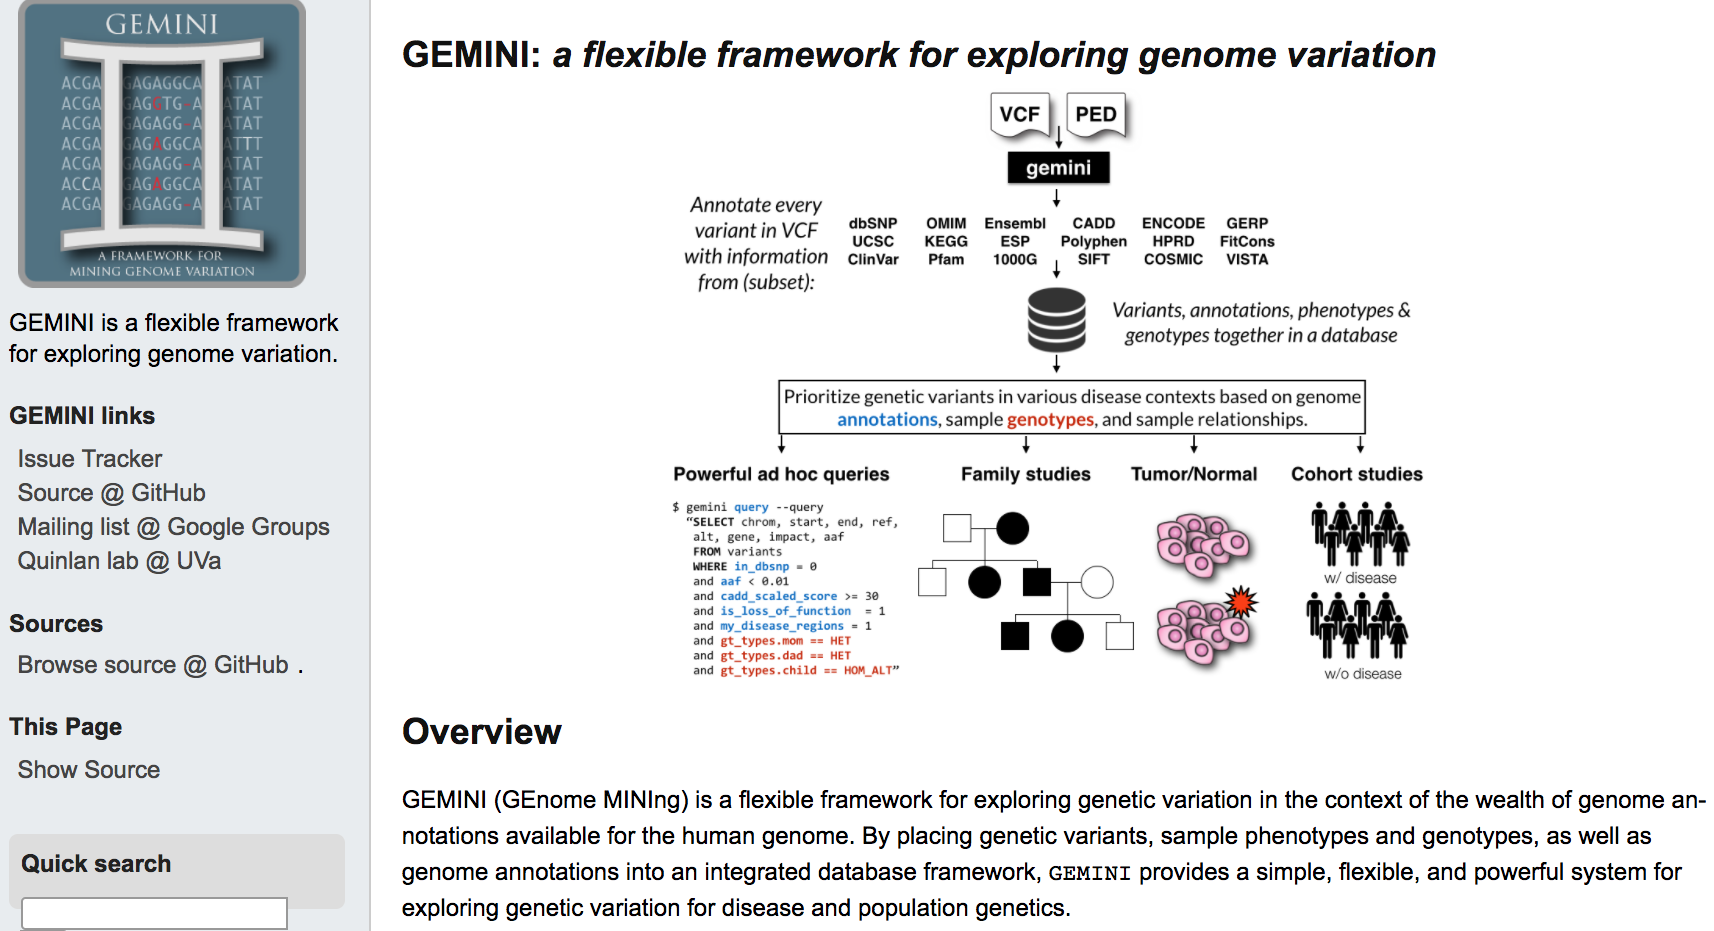 GEMINI
ACGA GAGAGGCA ATAT
ACGA GAGGTG-A ATAT
ACGA GAGAGG-A ATAT
ACGA GAGAGGCA ATTT
ACGA GAGAGG-A ATAT
ACCA GAGAGGCA ATAT
ACGA GAGAGG-A ATAT
A FRAMEWORK FOR
MINING GENOME VARIATION
GEMINI is a flexible framework
for exploring genome variation.
GEMINI links
Issue Tracker
Source @ GitHub
Mailing list @ Google Groups
Quinlan lab @ UVa
Sources
Browse source @ GitHub .
This Page
Show Source
Quick search
GEMINI: a flexible framework for exploring genome variation
VCF PED
gemini
Annotate every
variant in VCF
with information
from (subset):
dbSNP OMIM Ensembl CADD ENCODE GERP
UCSC KEGG ESP Polyphen HPRD FitCons
ClinVar Pfam 1000G SIFT COSMIC VISTA
Variants, annotations, phenotypes &
genotypes together in a database
Prioritize genetic variants in various disease contexts based on genome
annotations, sample genotypes, and sample relationships.
Powerful ad hoc queries
$ gemini query --query
“SELECT chrom, start, end, ref,
alt, gene, impact, aaf
FROM variants
WHERE in_dbsnp = 0
and aaf < 0.01
and cadd_scaled_score >= 30
and is_loss_of_function = 1
and my_disease_regions = 1
and gt_types.mom == HET
and gt_types.dad == HET
and gt_types.child == HOM_ALT”
Family studies
Tumor/Normal
Cohort studies
w/ disease
w/o disease
Overview
GEMINI (GEnome MINIng) is a flexible framework for exploring genetic variation in the context of the wealth of genome an-
notations available for the human genome. By placing genetic variants, sample phenotypes and genotypes, as well as
genome annotations into an integrated database framework, GEMINI provides a simple, flexible, and powerful system for
exploring genetic variation for disease and population genetics.